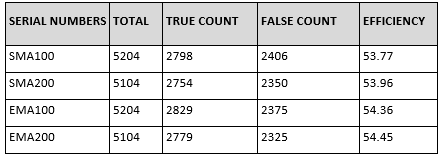 SERIAL NUMBERS TOTAL TRUE COUNT FALSE COUNT EFFICIENCY
SMA100 5204 2798 2406 53.77
SMA200 5104 2754 2350 53.96
EMA100 5204 2829 2375 54.36
EMA200 5104 2779 2325 54.45